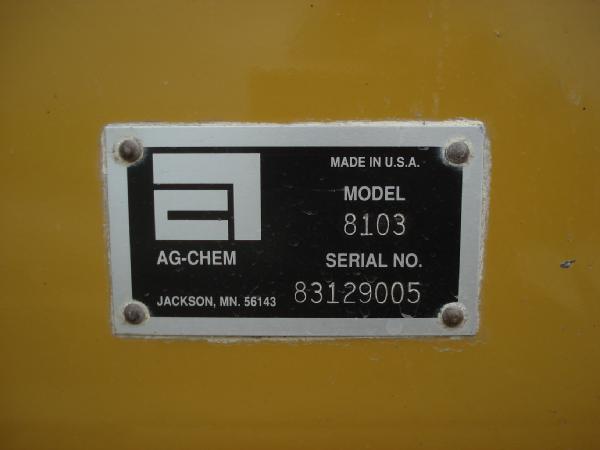 MADE IN U.S.A.
MODEL
8103
AG-CHEM
SERIAL NO.
JACKSON, MN. 56143
83129005